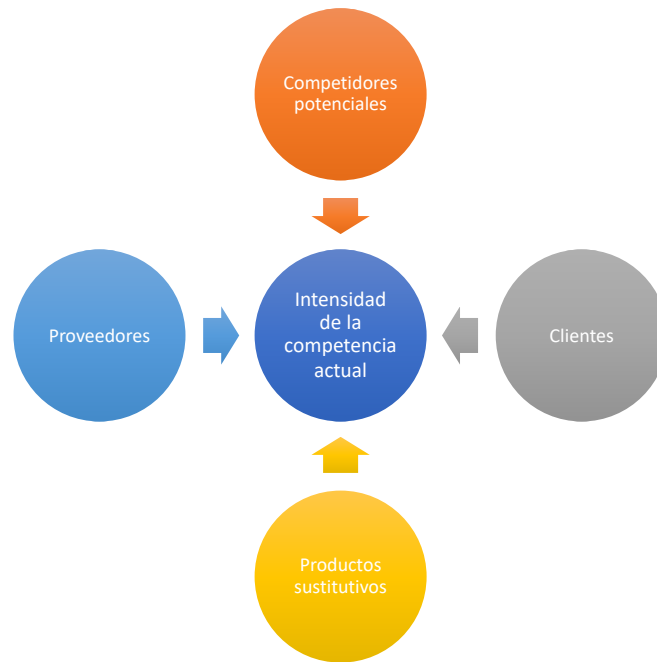 Competidores
potenciales
Proveedores
Intensidad
de la
competencia
actual
Clientes
Productos
sustitutivos